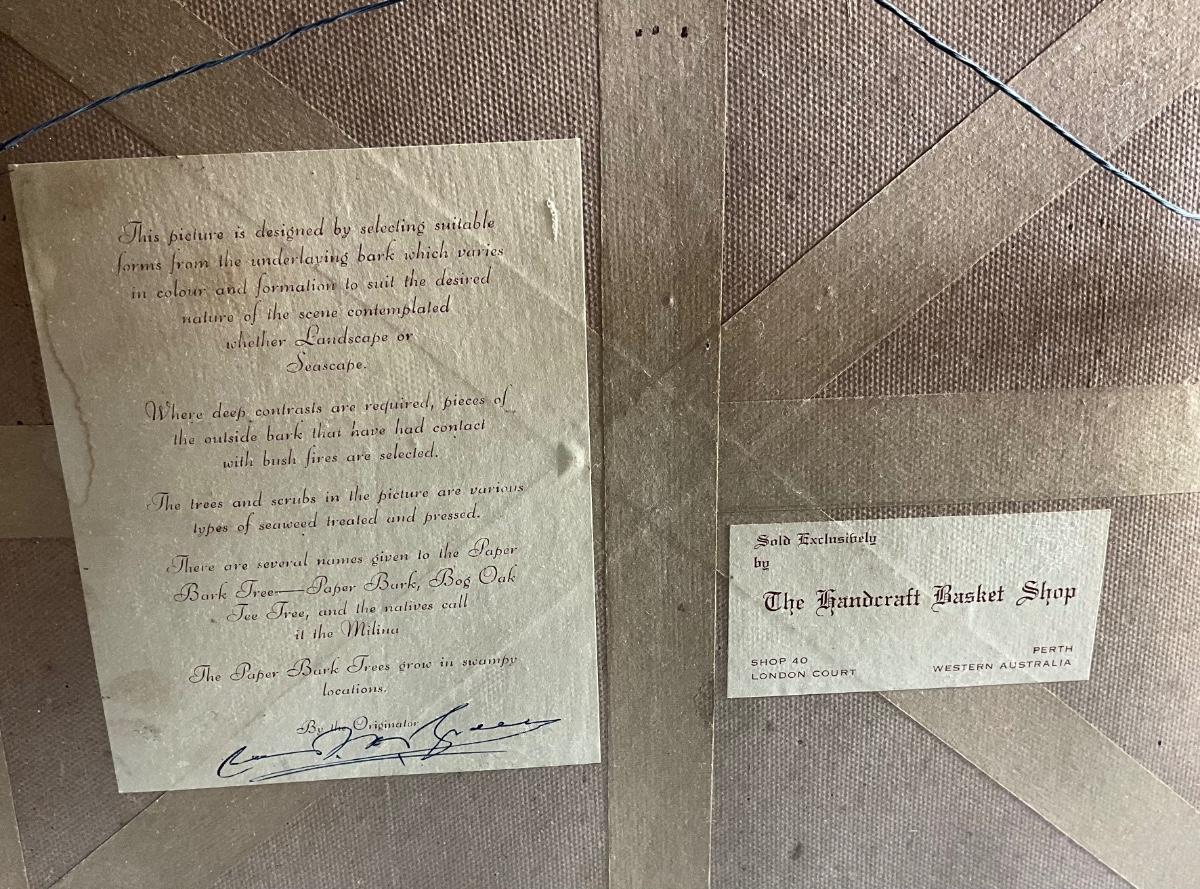 This picture is designed by selecting suitable
forms from the underlaying bark which varies
in colour and formation to suit the desired
nature of the scene contemplated
whether Landscape or
Seascape.
Where deep contrasts are required, pieces of
the outside bark that have had contact
with bush fires are selected.
The trees and scrubs in the picture are various
types of seaweed treated and pressed.
There are several names given to the Paper
Bark Tree—Paper Bark, Bog Oak
Tee Tree, and the natives call
it the Milina
The Paper Bark Trees grow in swampy
locations.
By the Originator
Sold Exclusively
by
The Handcraft Basket Shop
SHOP 40
LONDON COURT
PERTH
WESTERN AUSTRALIA